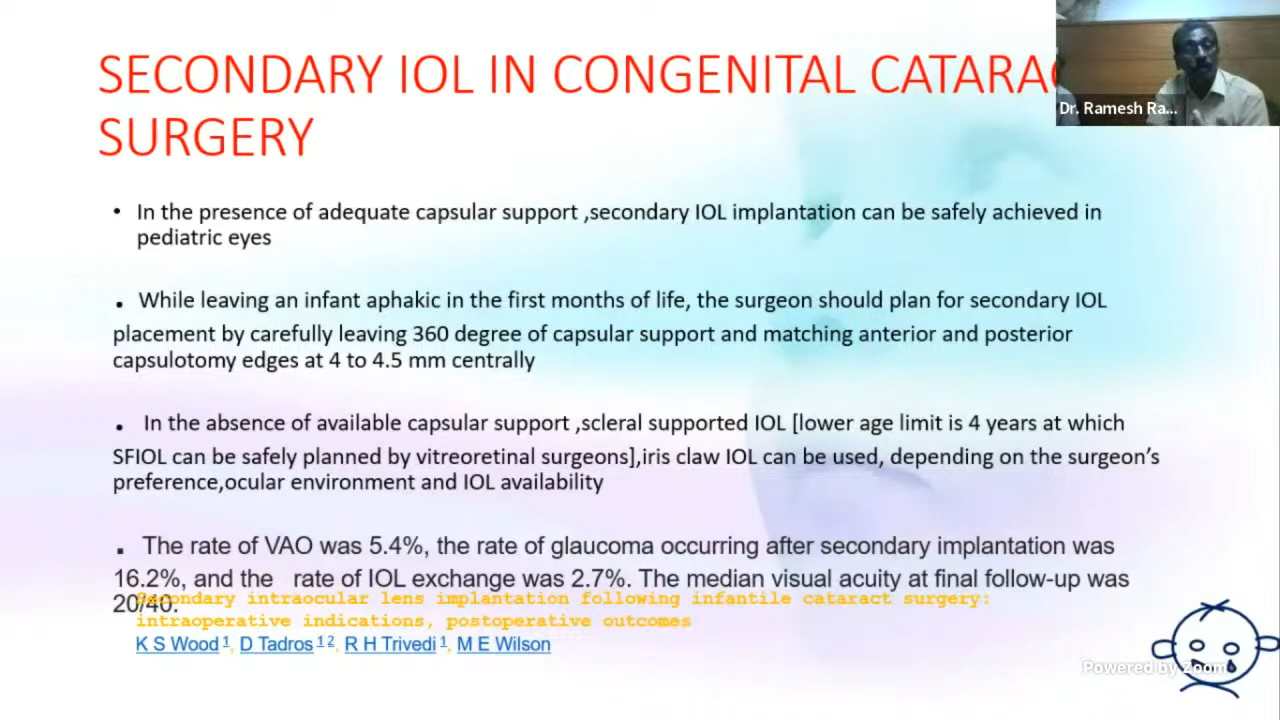 SECONDARY IOL IN CONGENITAL
SURGERY
Dr. Ramesh Ra...
• In the presence of adequate capsular support ,secondary IOL implantation can be safely achieved in
pediatric eyes
. While leaving an infant aphakic in the first months of life, the surgeon should plan for secondary IOL
placement by carefully leaving 360 degree of capsular support and matching anterior and posterior
capsulotomy edges at 4 to 4.5 mm centrally
. In the absence of available capsular support ,scleral supported IOL [lower age limit is 4 years at which
SFIOL can be safely planned by vitreoretinal surgeons],iris claw IOL can be used, depending on the surgeon's
preference,ocular environment and IOL availability
. The rate of VAO was 5.4%, the rate of glaucoma occurring after secondary implantation was
16.2%, and the rate of IOL exchange was 2.7%. The median visual acuity at final follow-up was
20/40.
Secondary intraocular lens implantation following infantile cataract surgery:
intraoperative indications, postoperative outcomes
K S Wood 1, D Tadros 1 2, R H Trivedi 1, M E Wilson
Powered by Zoom